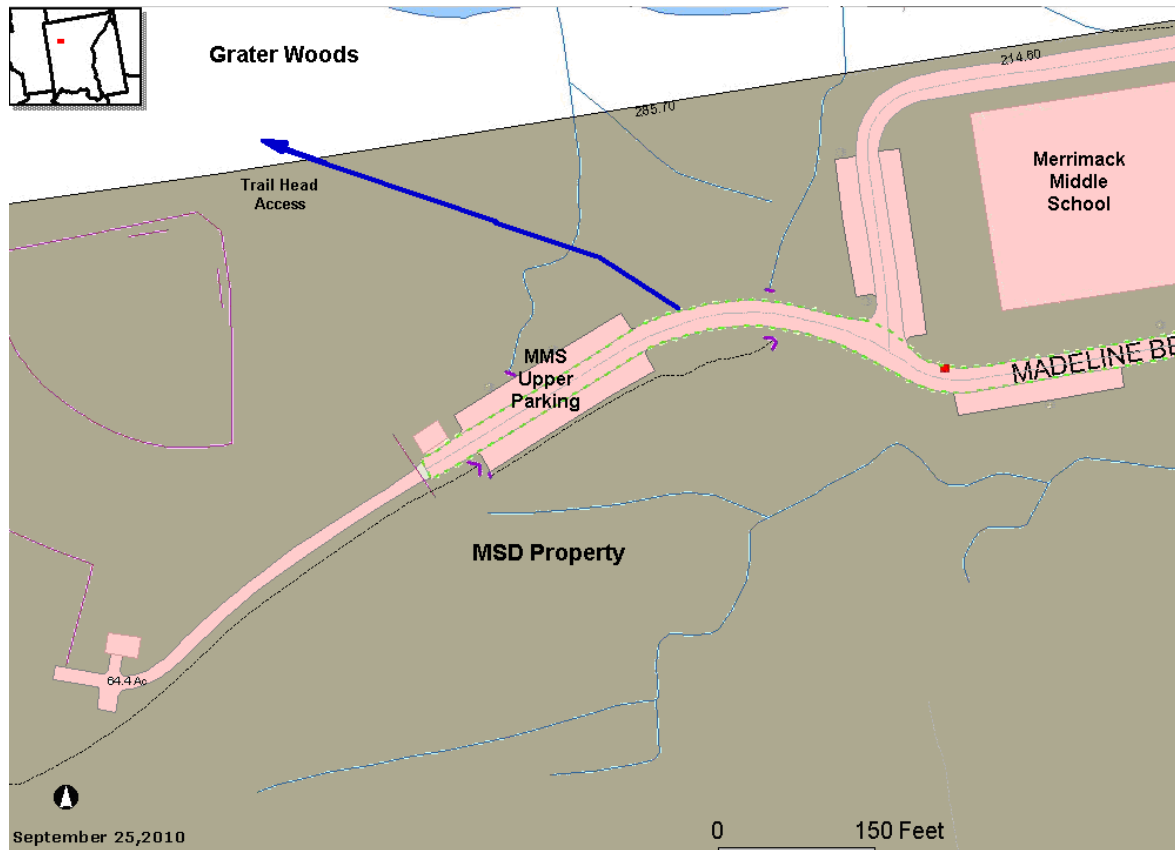 Grater Woods
214.60
285.70
Merrimack
Middle
School
Trail Head
Access
MMS
Upper
Parking
MADELINE BE
MSD Property
64.4 Ac
September 25,2010
0 150 Feet